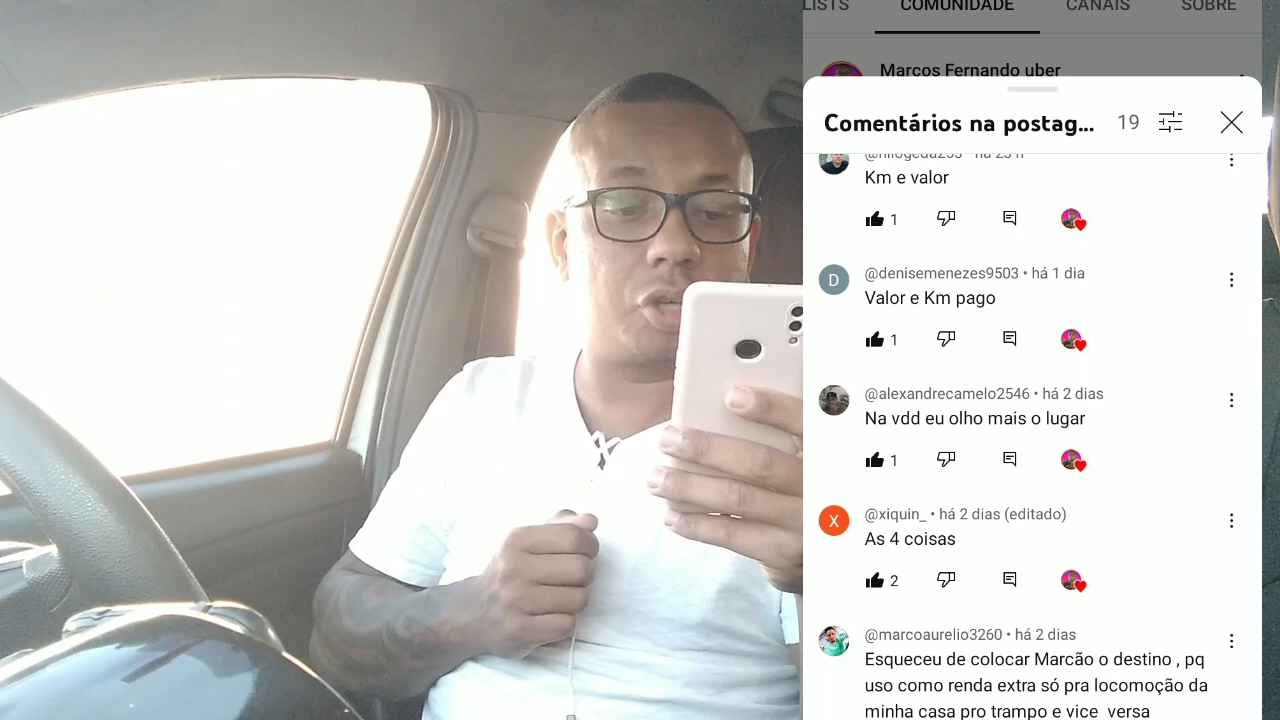 LISTS COMUNIDADE CANAIS SOBRE
Marcos Fernando uber
Comentários na postag... 19
Km e valor
1
D
@denisemenezes9503 • há 1 dia
Valor e Km pago
1
@alexandrecamelo2546 • há 2 dias
Na vdd eu olho mais o lugar
1
X
@xiquin_ • há 2 dias (editado)
As 4 coisas
2
@marcoaurelio3260 • há 2 dias
Esqueceu de colocar Marcão o destino , pq
uso como renda extra só pra locomoção da
minha casa pro trampo e vice versa